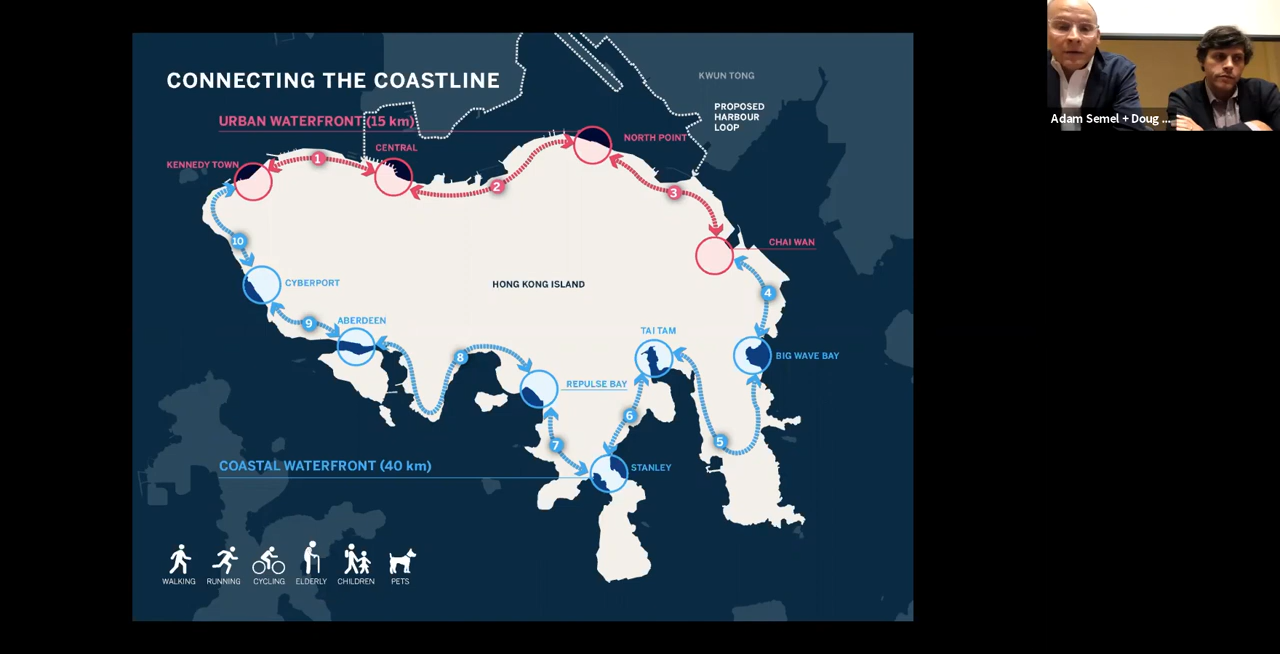 CONNECTING THE COASTLINE
KWUN TONG
PROPOSED
HARBOUR
LOOP
URBAN WATERFRONT (15 km)
NORTH POINT
CENTRAL
KENNEDY TOWN
1
2
3
CHAI WAN
10
CYBERPORT
HONG KONG ISLAND
4
9
ABERDEEN
TAI TAM
8
BIG WAVE BAY
REPULSE BAY
6
7
5
COASTAL WATERFRONT (40 km)
STANLEY
WALKING
RUNNING
CYCLING
ELDERLY
CHILDREN
PETS
Adam Semel + Doug ...